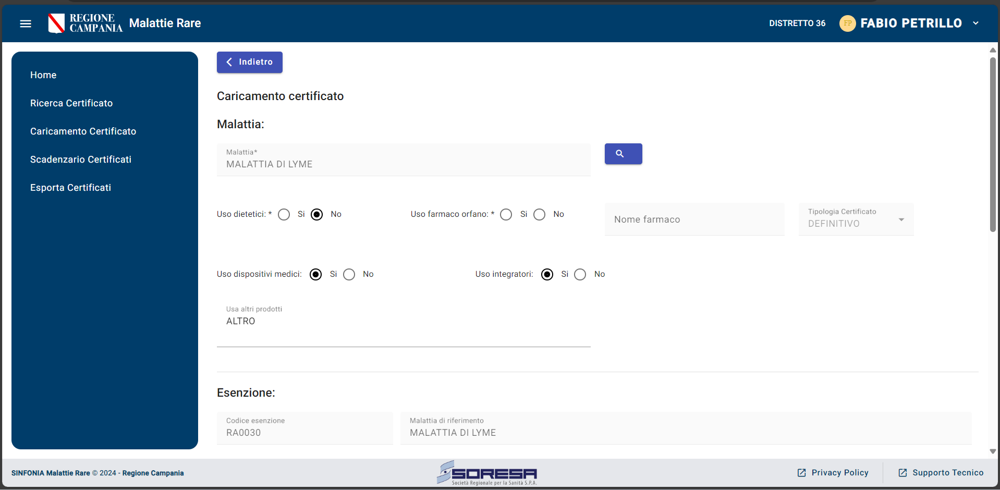 REGIONE
CAMPANIA
Malattie Rare
DISTRETTO 36
FP
FABIO PETRILLO
Home
Ricerca Certificato
Caricamento Certificato
Scadenzario Certificati
Esporta Certificati
Indietro
Caricamento certificato
Malattia:
Malattia*
MALATTIA DI LYME
Uso dietetici: * Si No
Uso farmaco orfano: * Si No
Nome farmaco
Tipologia Certificato
DEFINITIVO
Uso dispositivi medici: Si No
Uso integratori: Si No
Usa altri prodotti
ALTRO
Esenzione:
Codice esenzione
RA0030
Malattia di riferimento
MALATTIA DI LYME
SINFONIA Malattie Rare © 2024 - Regione Campania
SORESA
Società Regionale per la Sanità S.P.A.
Privacy Policy
Supporto Tecnico